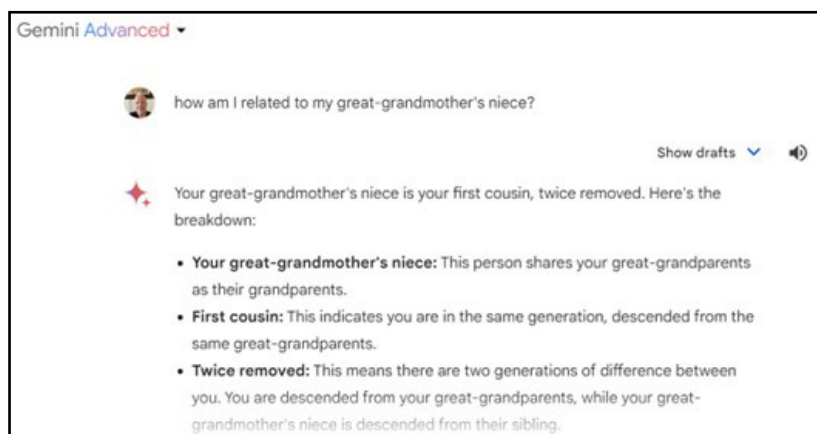 Gemini Advanced
how am I related to my great-grandmother's niece?
Show drafts
Your great-grandmother's niece is your first cousin, twice removed. Here's the
breakdown:
• Your great-grandmother's niece: This person shares your great-grandparents
as their grandparents.
• First cousin: This indicates you are in the same generation, descended from the
same great-grandparents.
• Twice removed: This means there are two generations of difference between
you. You are descended from your great-grandparents, while your great-
grandmother's niece is descended from their sibling.